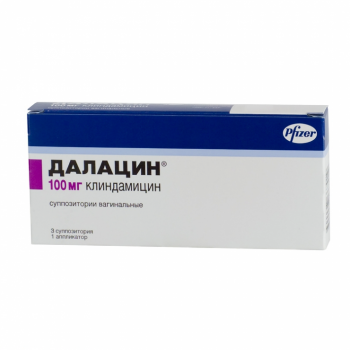 Pfizer
ДАЛАЦИН®
100 мг клиндамицин
суппозитории вагинальные
3 суппозитория
1 аппликатор